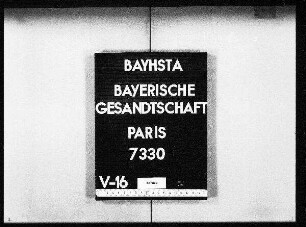 BAYHSTA
BAYERISCHE
GESANDTSCHAFT
PARIS
7330
V-16